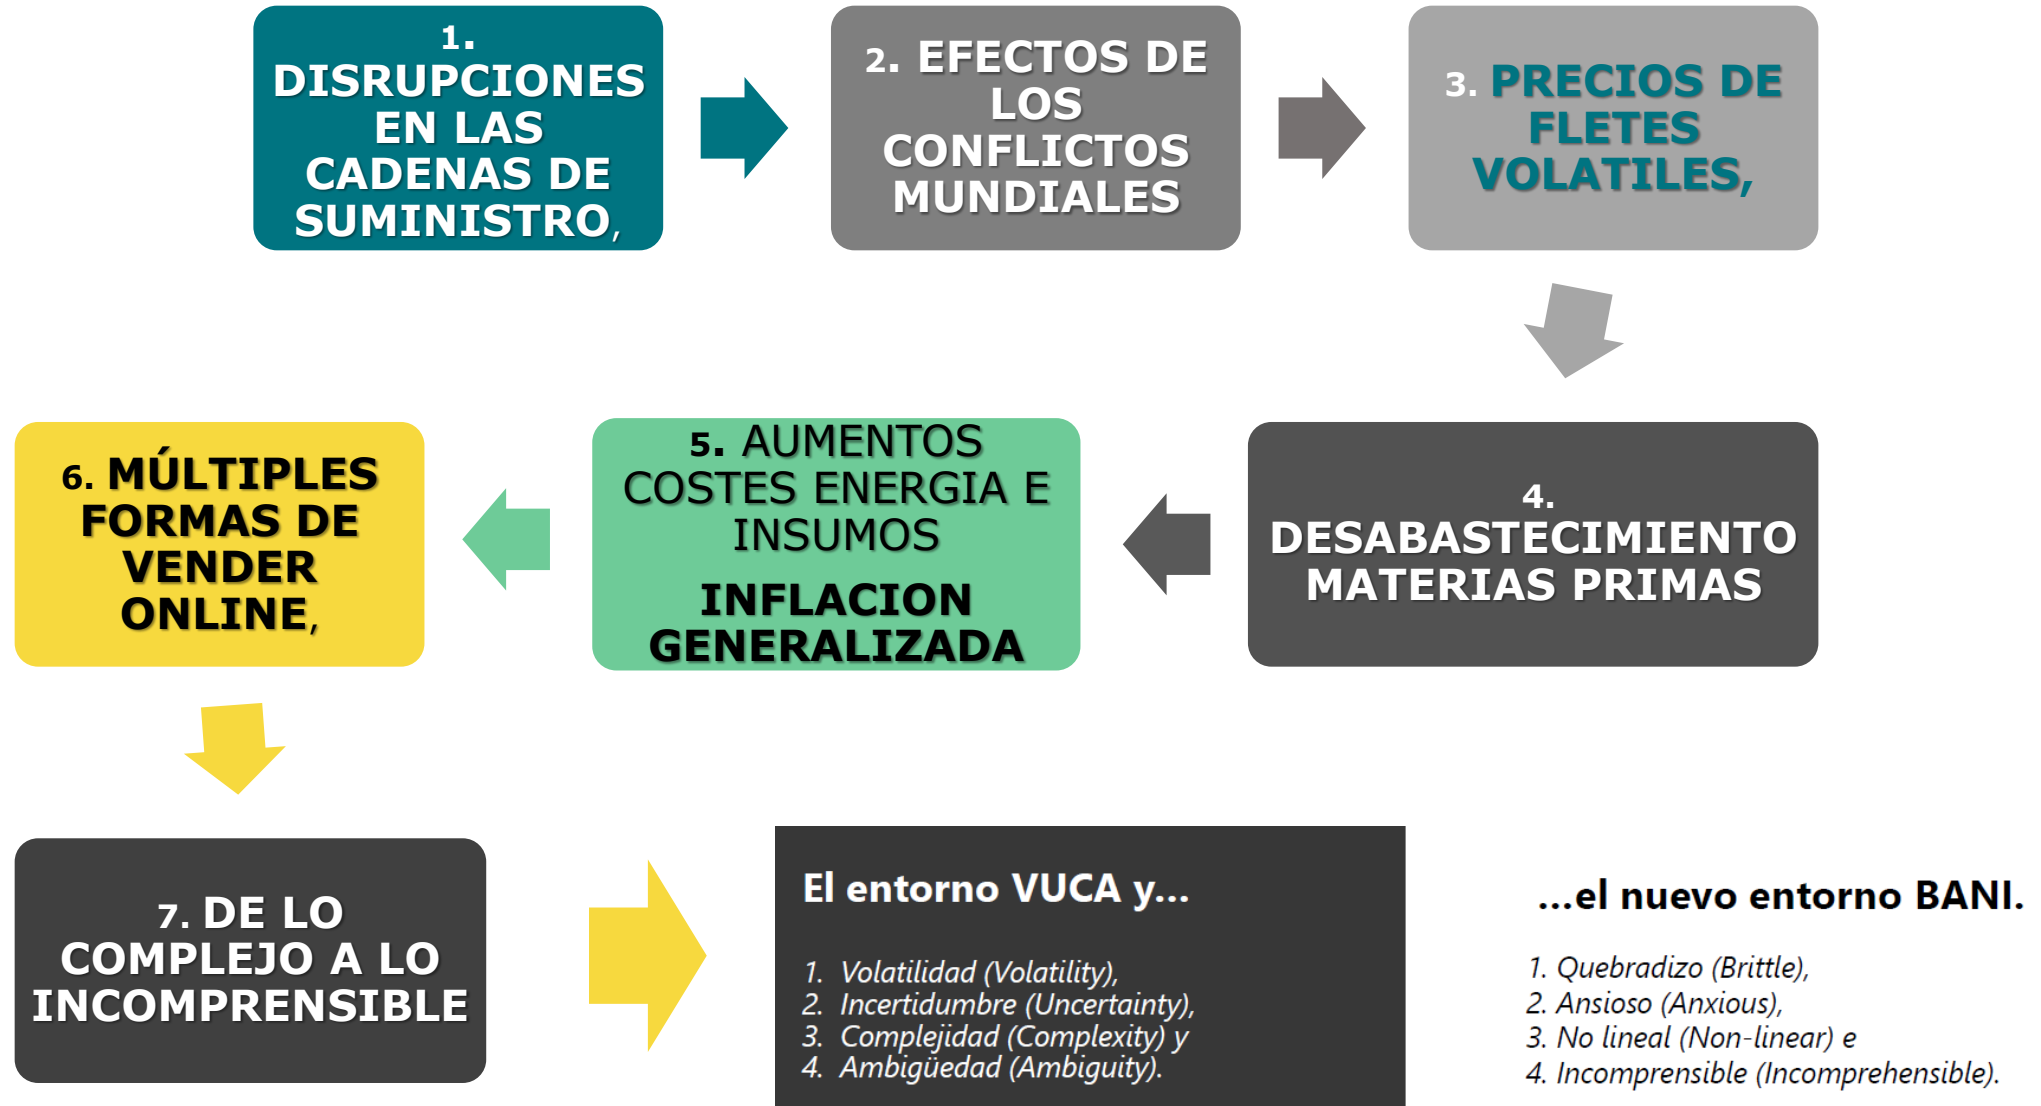 1.
DISRUPCIONES
EN LAS
CADENAS DE
SUMINISTRO,
2. EFECTOS DE
LOS
CONFLICTOS
MUNDIALES
3. PRECIOS DE
FLETES
VOLATILES,
4.
DESABASTECIMIENTO
MATERIAS PRIMAS
5. AUMENTOS
COSTES ENERGIA E
INSUMOS
INFLACION
GENERALIZADA
6. MÚLTIPLES
FORMAS DE
VENDER
ONLINE,
7. DE LO
COMPLEJO A LO
INCOMPRENSIBLE
El entorno VUCA y...
1. Volatilidad (Volatility),
2. Incertidumbre (Uncertainty),
3. Complejidad (Complexity) y
4. Ambigüedad (Ambiguity).
...el nuevo entorno BANI.
1. Quebradizo (Brittle),
2. Ansioso (Anxious),
3. No lineal (Non-linear) e
4. Incomprensible (Incomprehensible).